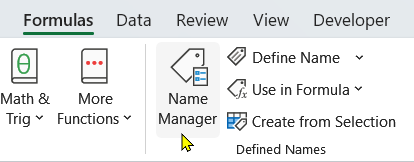 Formulas Data Review View Developer
Math & Trig
More Functions
Name Manager
Define Name
Use in Formula
Create from Selection
Defined Names